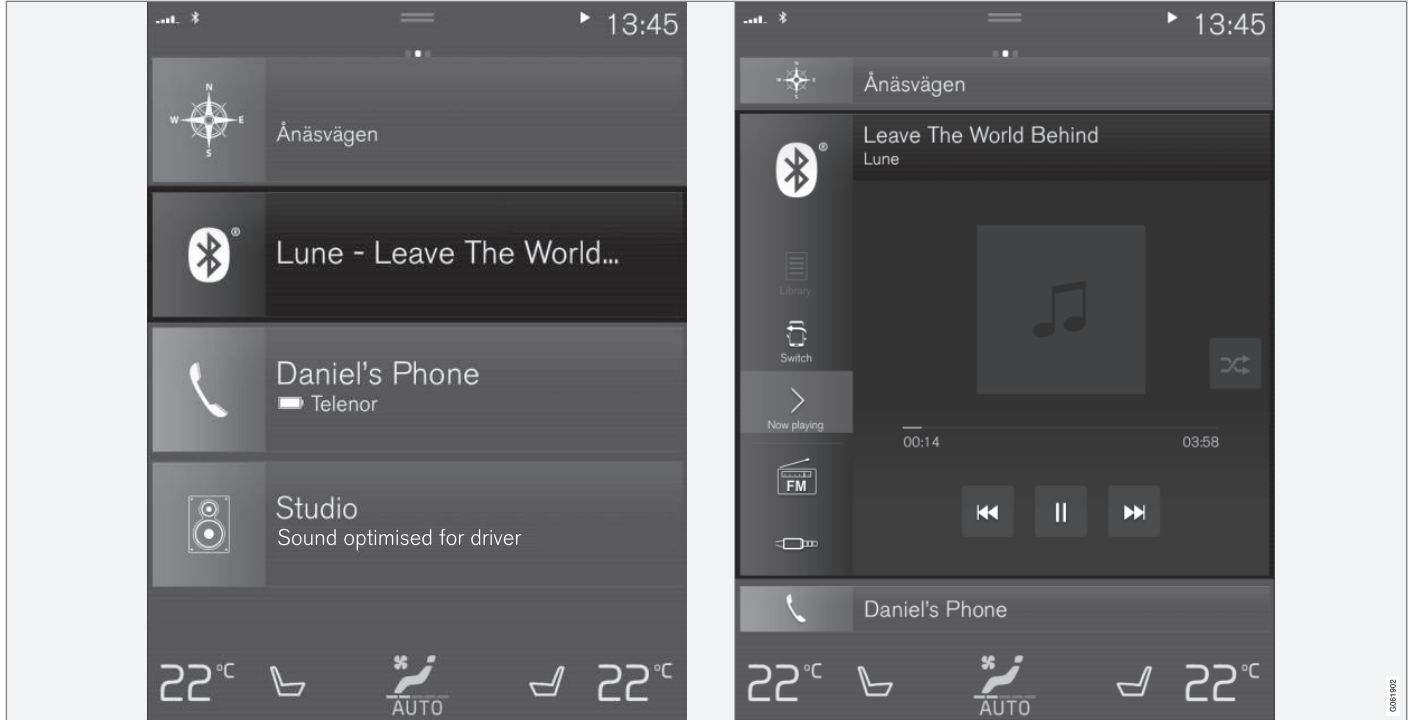 13:45
N
W E
S
Ånäsvägen
®
Lune - Leave The World...
Daniel's Phone
Telenor
Studio
Sound optimised for driver
22°C
AUTO
22°C
13:45
N
W E
S
Ånäsvägen
®
Leave The World Behind
Lune
Library
Switch
Now playing
00:14
03:58
FM
Daniel's Phone
22°C
AUTO
22°C
G061902